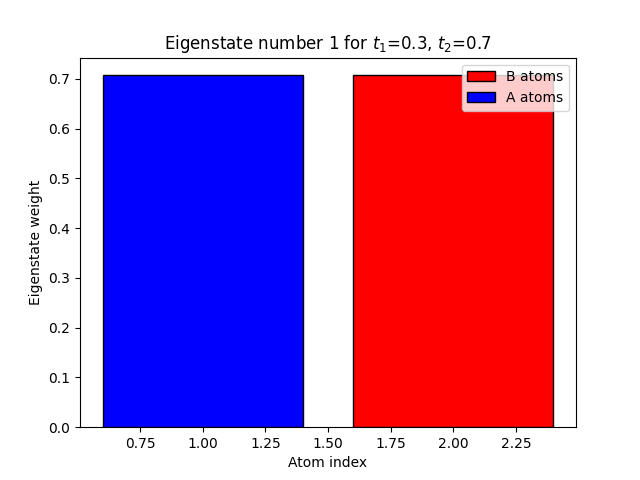 Eigenstate number 1 for t₁=0.3, t₂=0.7
B atoms
A atoms
Eigenstate weight
0.7
0.6
0.5
0.4
0.3
0.2
0.1
0.0
0.75 1.00 1.25 1.50 1.75 2.00 2.25
Atom index